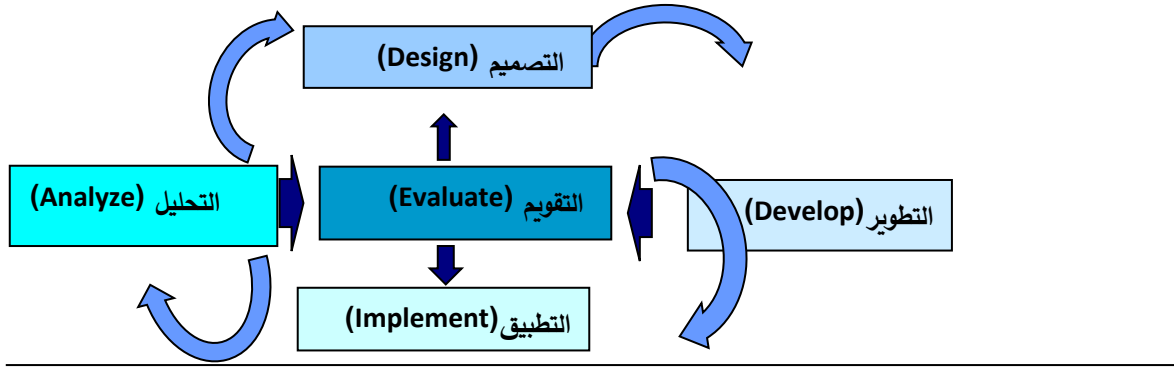 التصميم (Design)
التحليل (Analyze)
التقويم (Evaluate)
التطوير(Develop)
التطبيق(Implement)